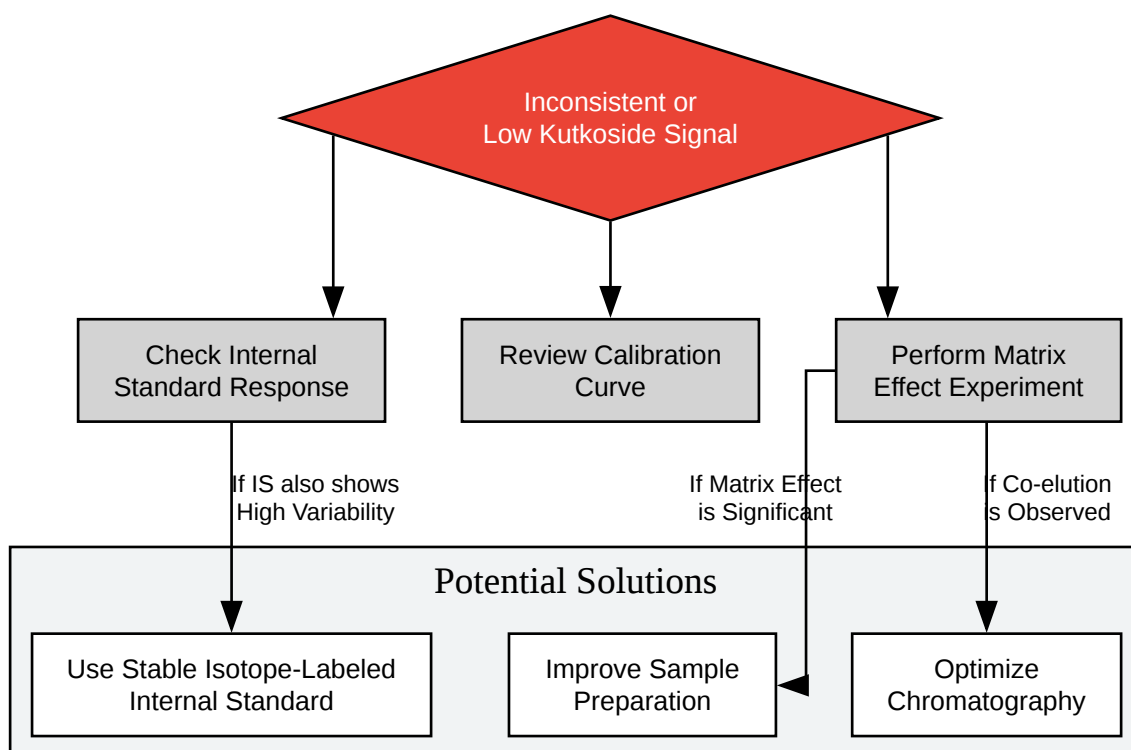 Inconsistent or
Low Kutkoside Signal
Check Internal
Standard Response
Review Calibration
Curve
Perform Matrix
Effect Experiment
If IS also shows
High Variability
If Matrix Effect
is Significant
If Co-elution
is Observed
Potential Solutions
Use Stable Isotope-Labeled
Internal Standard
Improve Sample
Preparation
Optimize
Chromatography